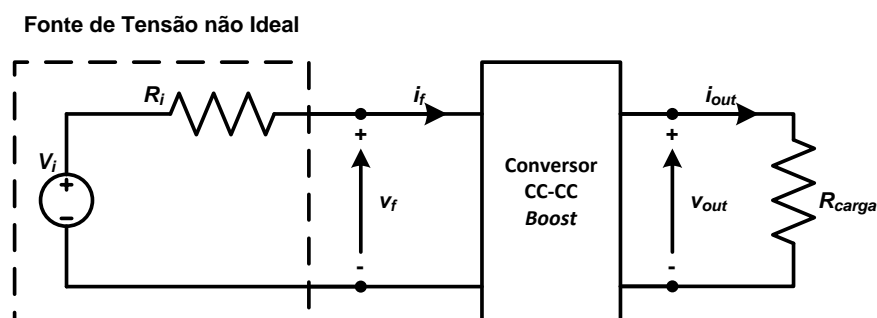 Fonte de Tensão não Ideal
Ri
if
iout
+
+
Vi
+
-
vf
Conversor
CC-CC
Boost
vout
Rcarga
-
-